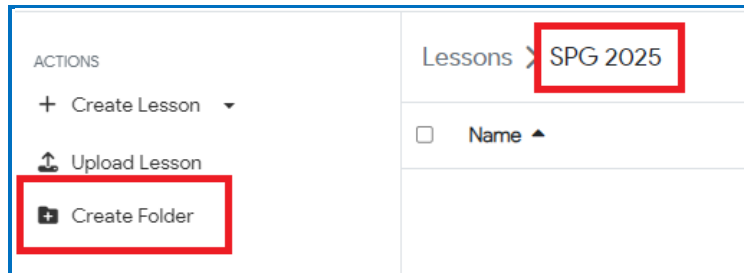 ACTIONS
Create Lesson
Upload Lesson
Create Folder
Lessons > SPG 2025
Name